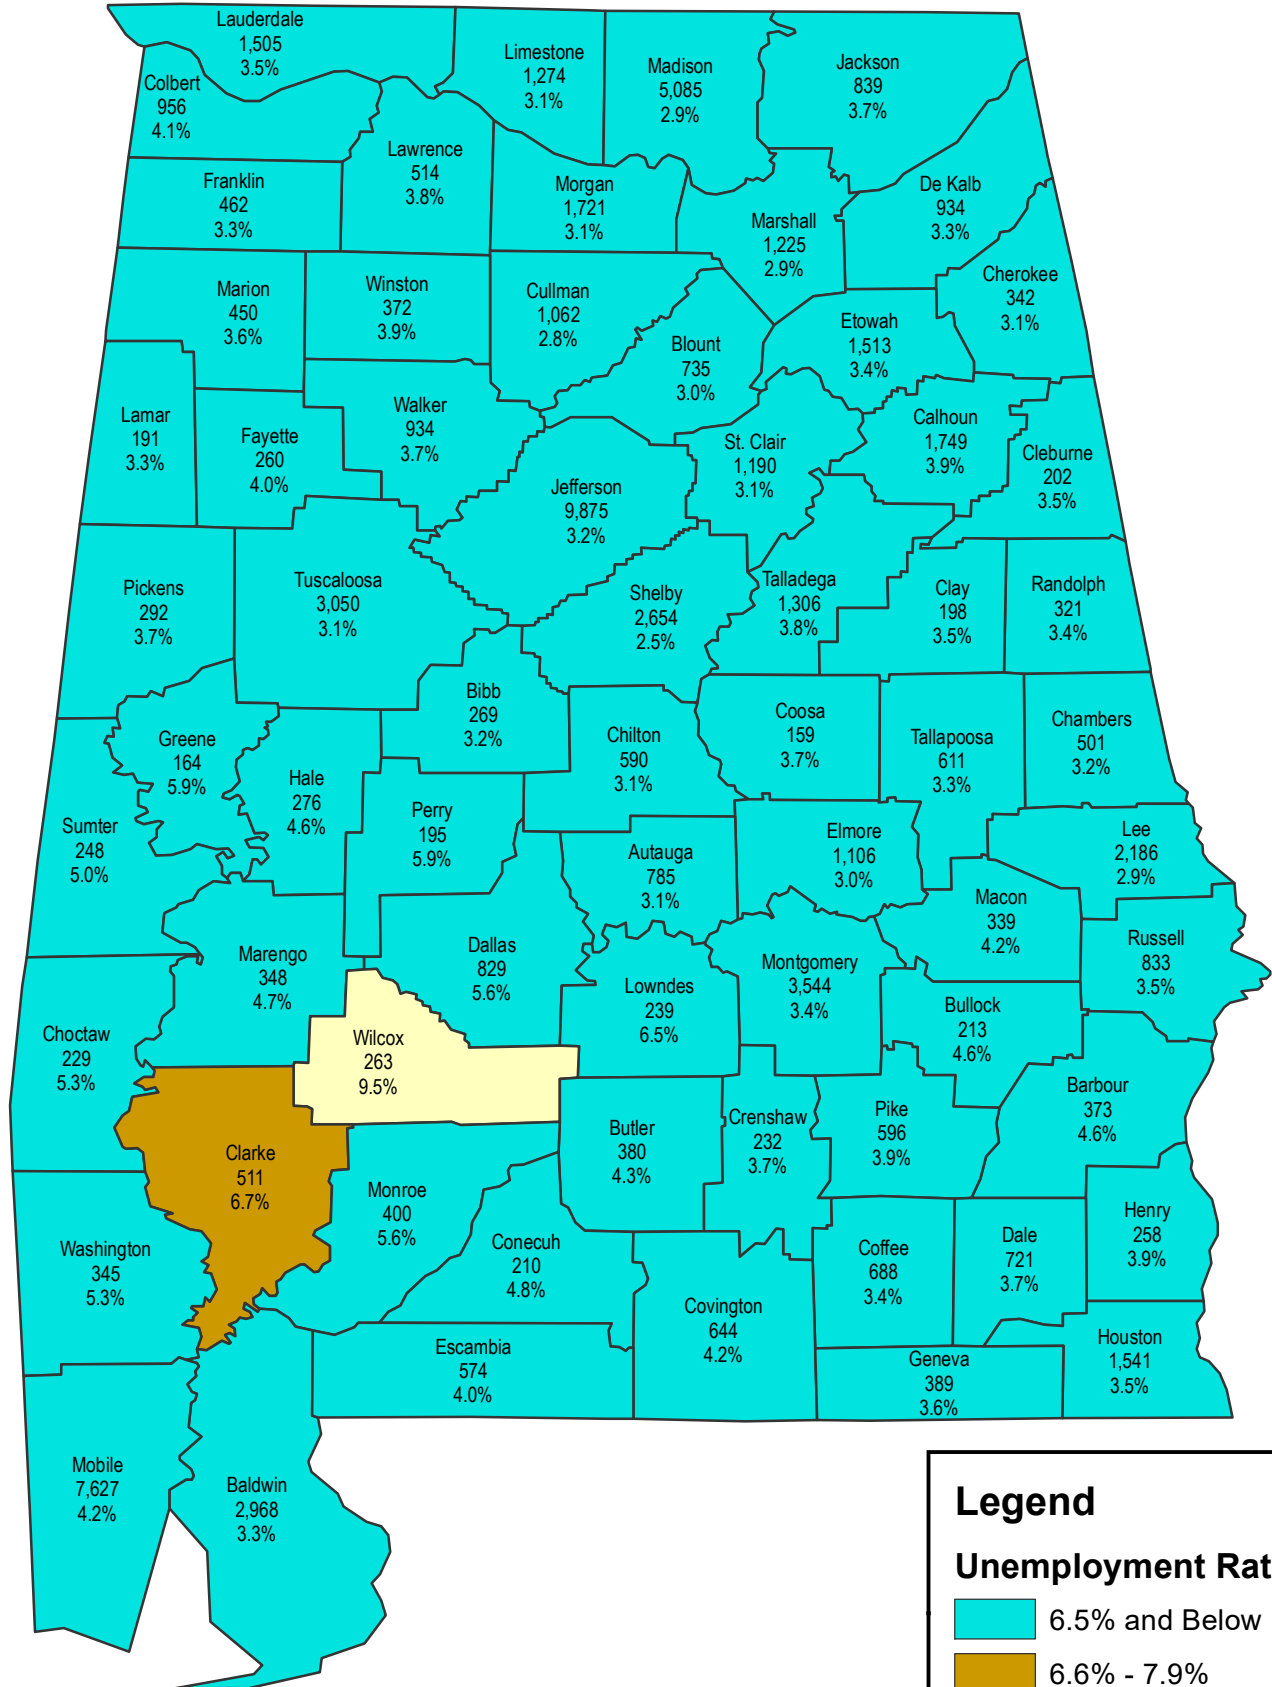 Lauderdale
1,505
3.5%
Limestone
1,274
3.1%
Madison
5,085
2.9%
Jackson
839
3.7%
Colbert
956
4.1%
Lawrence
514
3.8%
Franklin
462
3.3%
Morgan
1,721
3.1%
De Kalb
934
3.3%
Marshall
1,225
2.9%
Cherokee
342
3.1%
Marion
450
3.6%
Winston
372
3.9%
Cullman
1,062
2.8%
Etowah
1,513
3.4%
Blount
735
3.0%
Lamar
191
3.3%
Walker
934
3.7%
Fayette
260
4.0%
St. Clair
1,190
3.1%
Calhoun
1,749
3.9%
Cleburne
202
3.5%
Jefferson
9,875
3.2%
Pickens
292
3.7%
Tuscaloosa
3,050
3.1%
Shelby
2,654
2.5%
Talladega
1,306
3.8%
Clay
198
3.5%
Randolph
321
3.4%
Bibb
269
3.2%
Greene
164
5.9%
Chilton
590
3.1%
Coosa
159
3.7%
Tallapoosa
611
3.3%
Chambers
501
3.2%
Hale
276
4.6%
Perry
195
5.9%
Sumter
248
5.0%
Autauga
785
3.1%
Elmore
1,106
3.0%
Lee
2,186
2.9%
Macon
339
4.2%
Russell
833
3.5%
Marengo
348
4.7%
Dallas
829
5.6%
Lowndes
239
6.5%
Montgomery
3,544
3.4%
Bullock
213
4.6%
Choctaw
229
5.3%
Wilcox
263
9.5%
Barbour
373
4.6%
Clarke
511
6.7%
Butler
380
4.3%
Crenshaw
232
3.7%
Pike
596
3.9%
Monroe
400
5.6%
Henry
258
3.9%
Washington
345
5.3%
Conecuh
210
4.8%
Coffee
688
3.4%
Dale
721
3.7%
Covington
644
4.2%
Escambia
574
4.0%
Geneva
389
3.6%
Houston
1,541
3.5%
Mobile
7,627
4.2%
Baldwin
2,968
3.3%
Legend
Unemployment Rat
6.5% and Below
6.6% - 7.9%